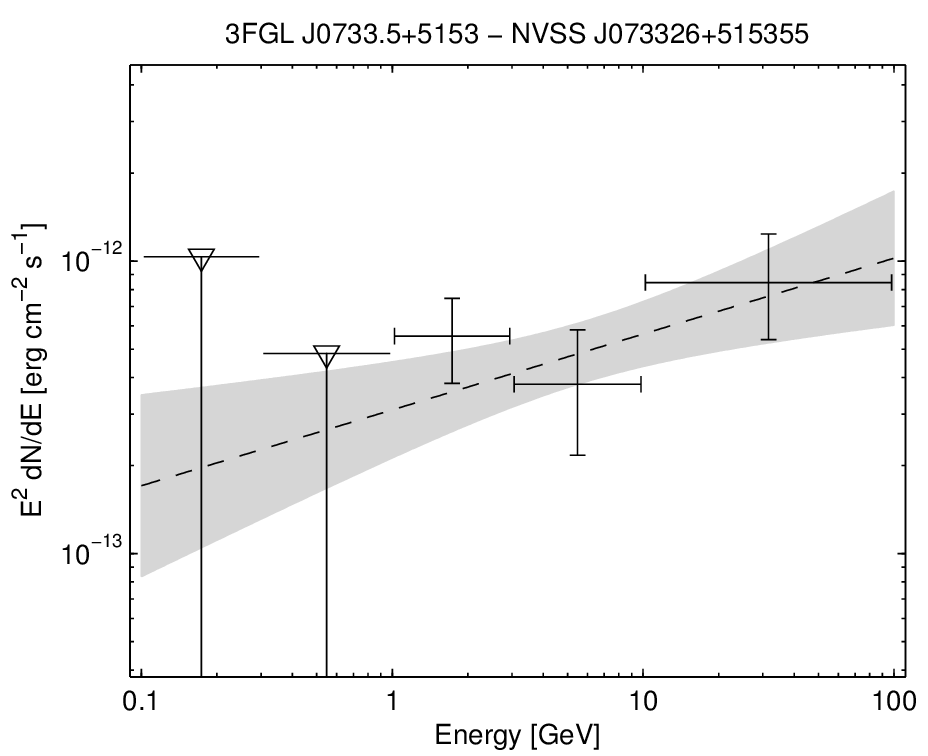 3FGL J0733.5+5153 − NVSS J073326+515355
E² dN/dE [erg cm⁻² s⁻¹]
10⁻¹²
10⁻¹³
0.1 1 10 100
Energy [GeV]